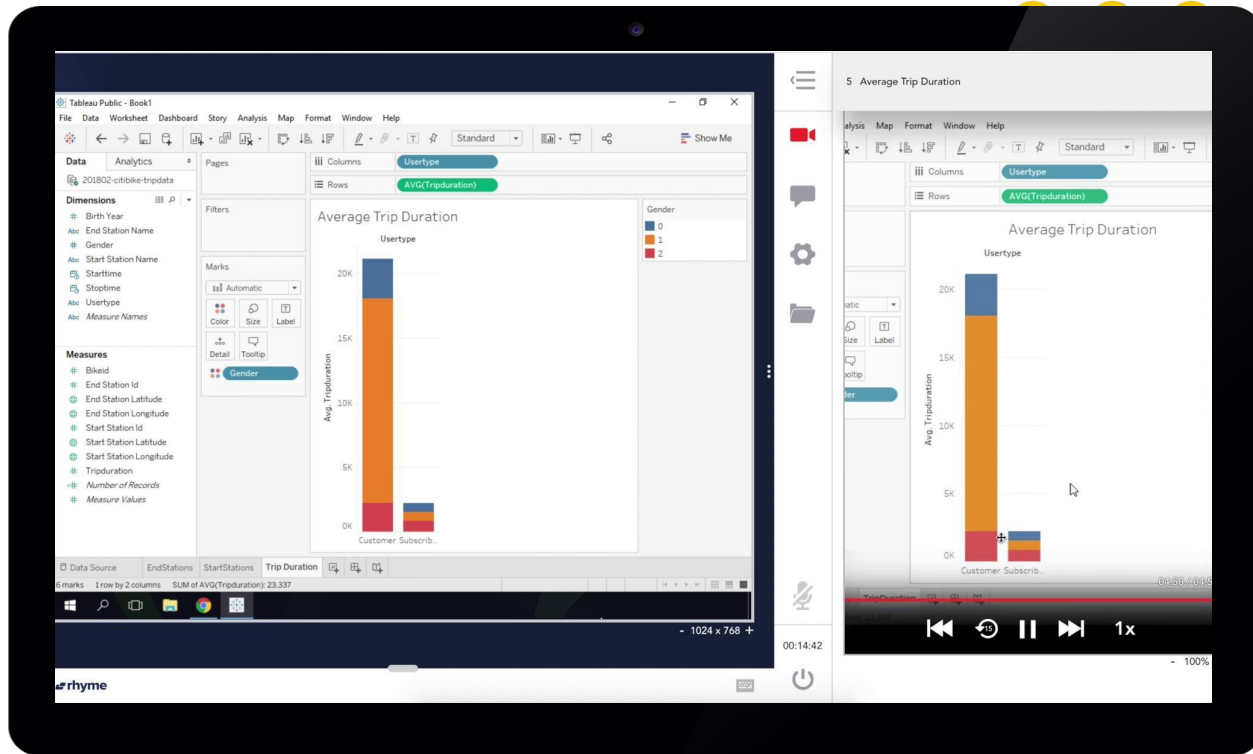 Tableau Public - Book1
File Data Worksheet Dashboard Story Analysis Map Format Window Help
Standard
Show Me
Data Analytics
201802-citibike-tripdata
Dimensions
# Birth Year
Abc End Station Name
# Gender
Abc Start Station Name
Starttime
Stoptime
Abc Usertype
Abc Measure Names
Measures
# Bikeid
# End Station Id
End Station Latitude
End Station Longitude
# Start Station Id
Start Station Latitude
Start Station Longitude
# Tripduration
=# Number of Records
# Measure Values
Pages
Filters
Marks
Automatic
Color Size Label
Detail Tooltip
Gender
iii Columns Usertype
Rows AVG(Tripduration)
Average Trip Duration
Usertype
20K
15K
10K
5K
0K
Avg. Tripduration
Customer Subscrib..
Gender
0
1
2
Data Source EndStations StartStations Trip Duration
6 marks 1 row by 2 columns SUM of AVG(Tripduration): 23,337
- 1024 x 768 +
rhyme
00:14:42
5 Average Trip Duration
alysis Map Format Window Help
Standard
iii Columns Usertype
Rows AVG(Tripduration)
Average Trip Duration
Usertype
20K
15K
10K
5K
0K
Avg. Tripduration
Customer Subscrib..
atic
Size Label
ooltip
der
TripDuration
15
1x
- 100%